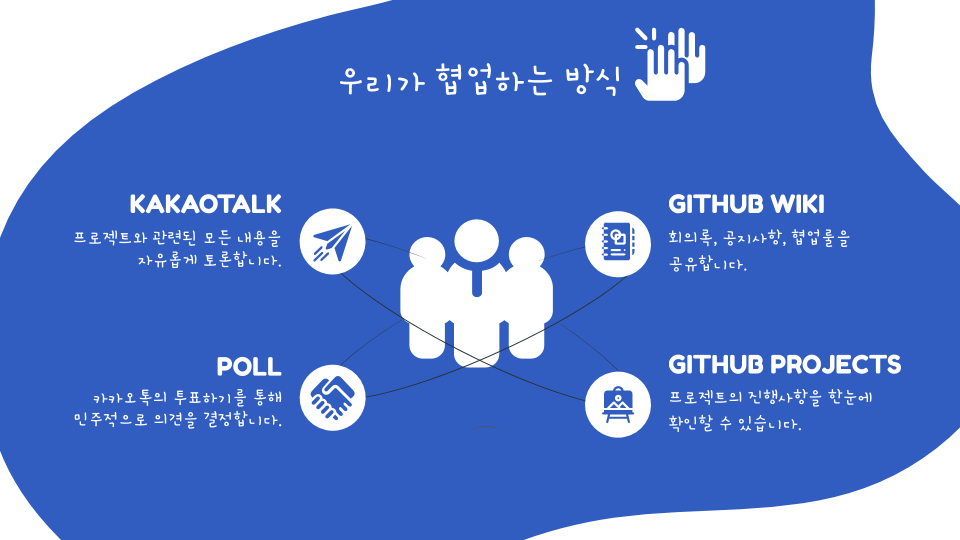 우리가 협업하는 방식
KAKAOTALK
프로젝트와 관련된 모든 내용을
자유롭게 토론합니다.
GITHUB WIKI
회의록, 공지사항, 협업룰을
공유합니다.
POLL
카카오톡의 투표하기를 통해
민주적으로 의견을 결정합니다.
GITHUB PROJECTS
프로젝트의 진행사항을 한눈에
확인할 수 있습니다.